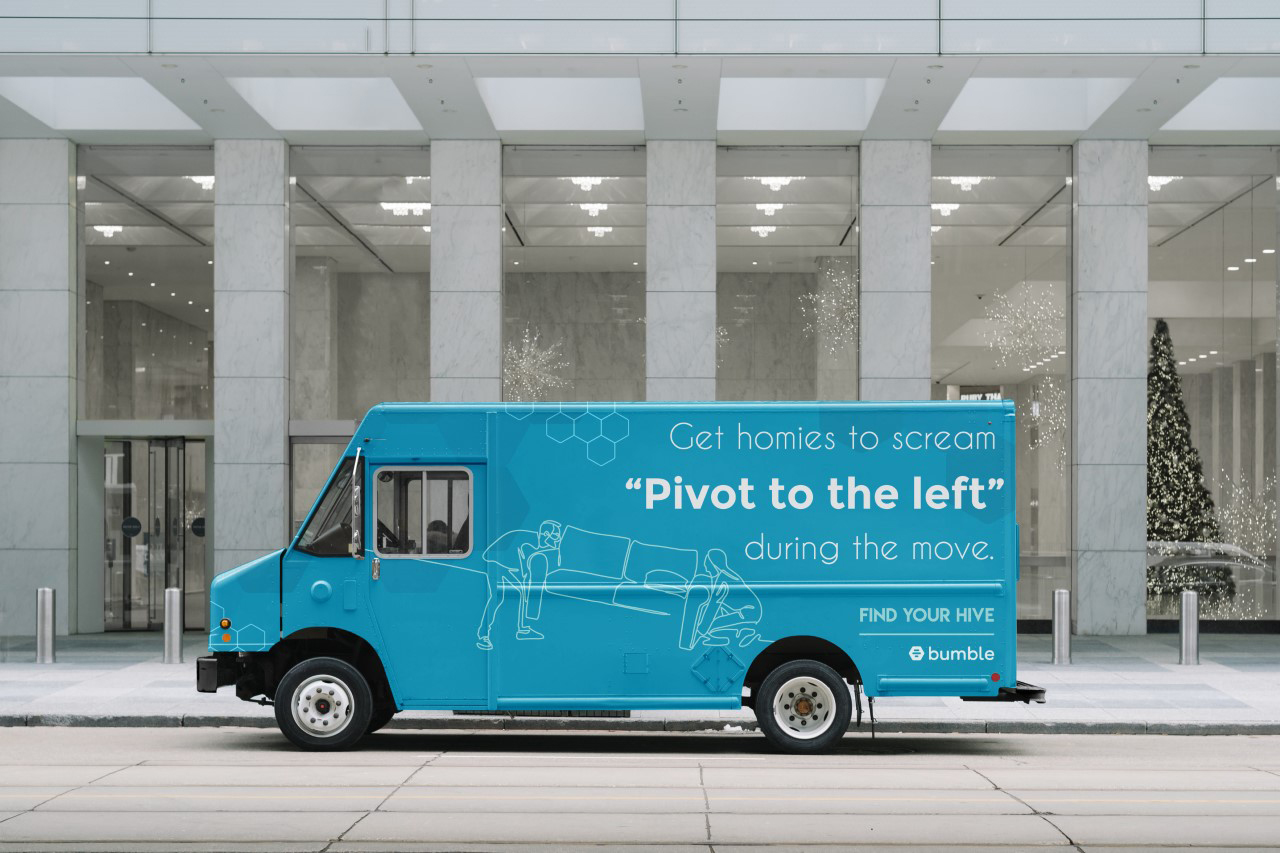 Get homies to scream
“Pivot to the left”
during the move.
FIND YOUR HIVE
bumble